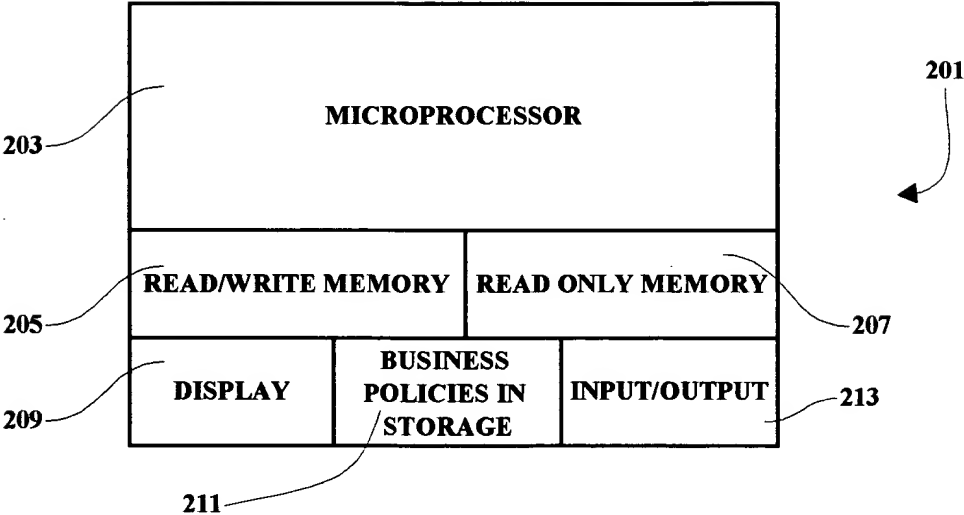 201
MICROPROCESSOR
203
READ/WRITE MEMORY
READ ONLY MEMORY
205
207
DISPLAY
BUSINESS
POLICIES IN
STORAGE
INPUT/OUTPUT
209
213
211